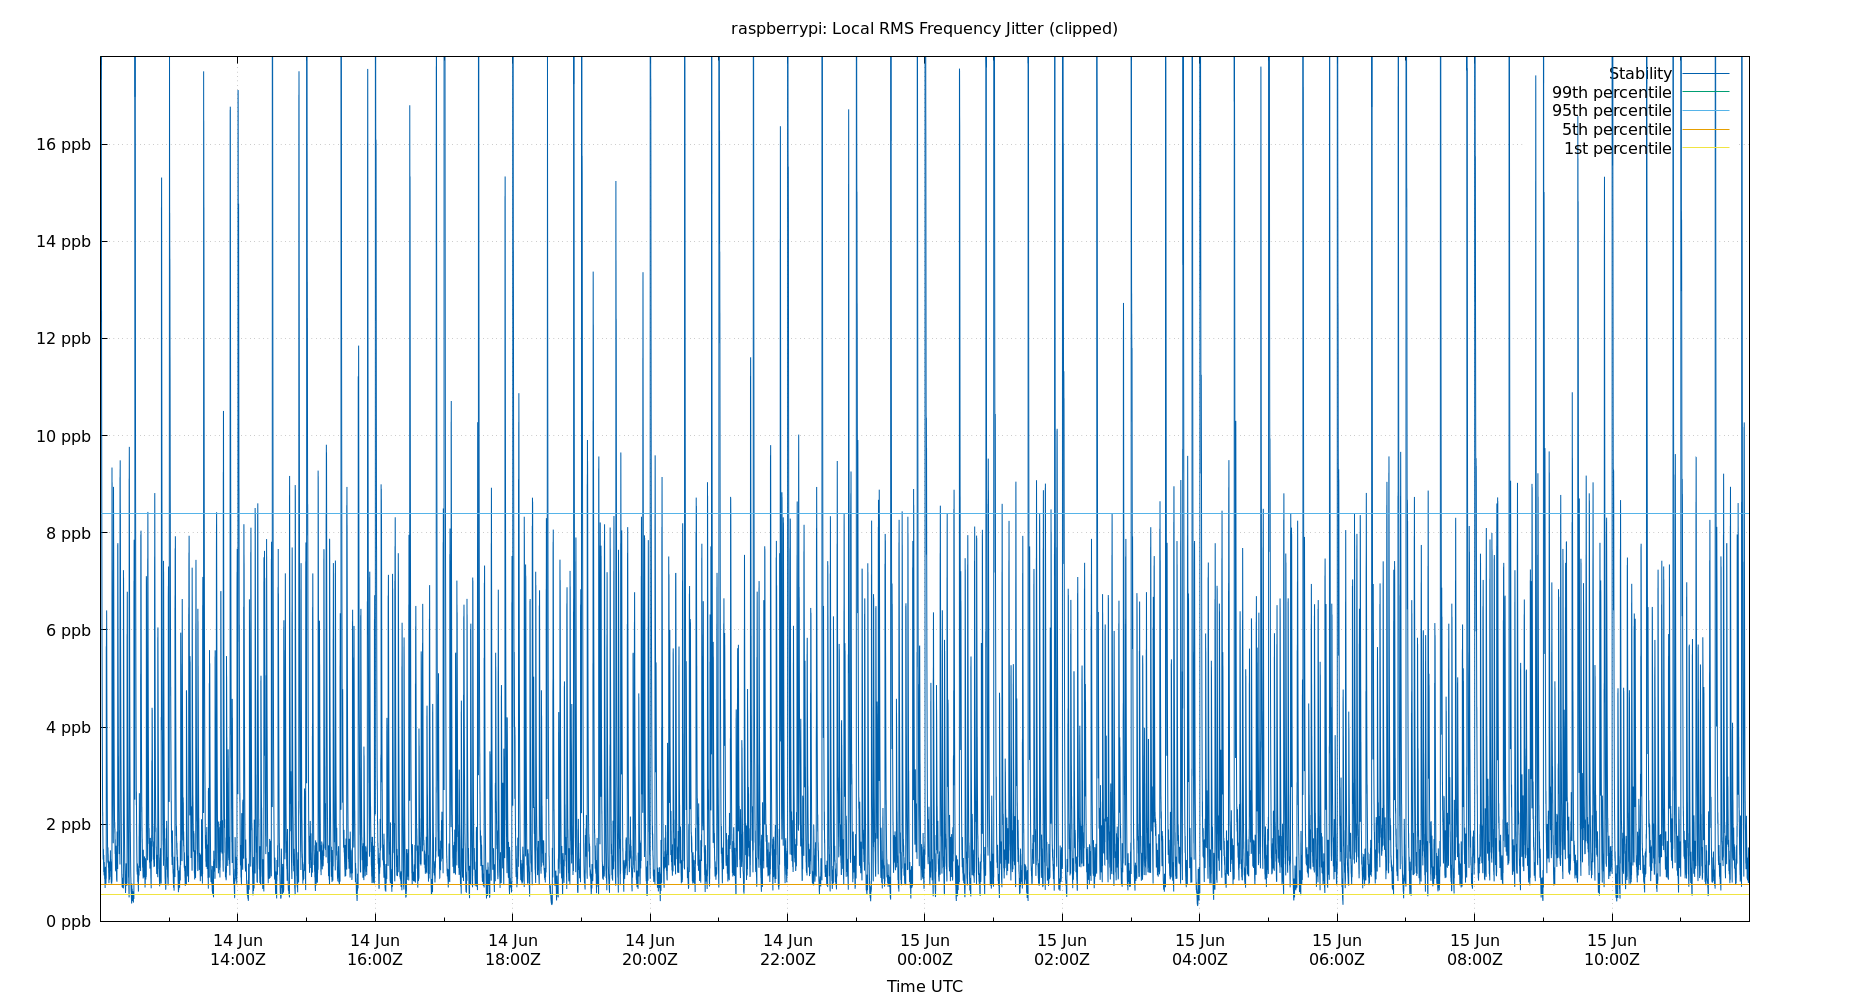 raspberrypi: Local RMS Frequency Jitter (clipped)
Stability
99th percentile
95th percentile
5th percentile
1st percentile
16 ppb
14 ppb
12 ppb
10 ppb
8 ppb
6 ppb
4 ppb
2 ppb
0 ppb
14 Jun 14 Jun 14 Jun 14 Jun 14 Jun 15 Jun 15 Jun 15 Jun 15 Jun 15 Jun 15 Jun
14:00Z 16:00Z 18:00Z 20:00Z 22:00Z 00:00Z 02:00Z 04:00Z 06:00Z 08:00Z 10:00Z
Time UTC